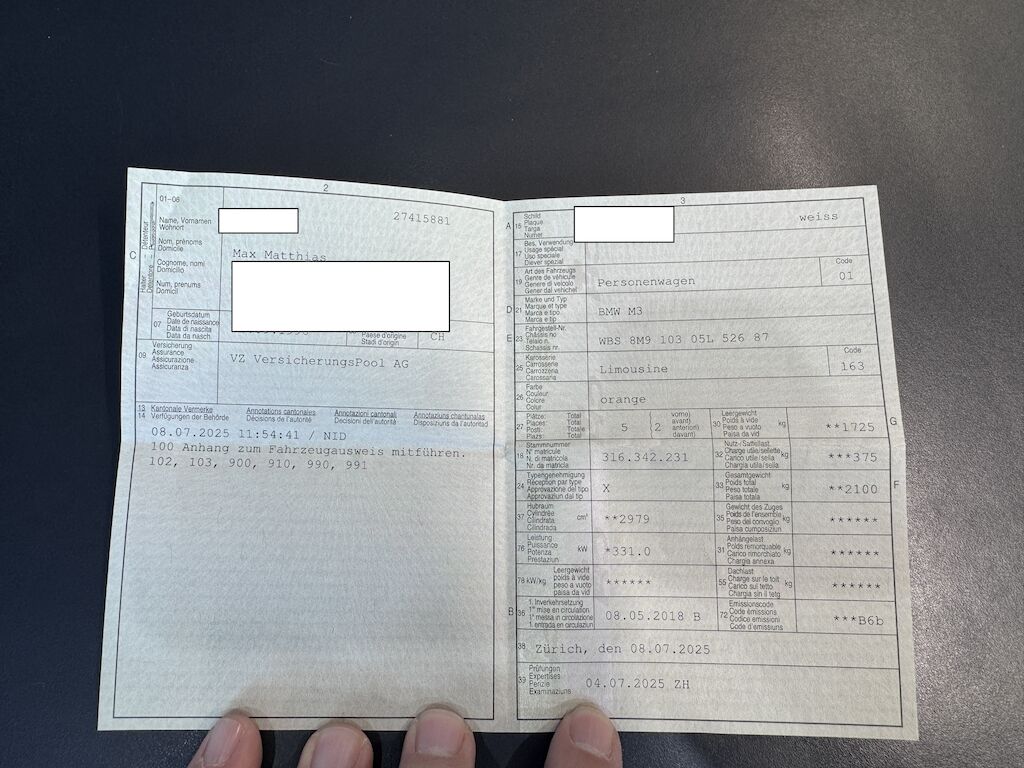 2
01-06
C
Halter
Détenteur
Detentore
Name, Vornamen
Wohnort
Nom, prénoms
Domicile
Cognome, nomi
Domicilio
Num, prenums
Domicil
27415881
Max Matthias
07
Geburtsdatum
Date de naissance
Data di nascita
Data da nasch.
Paese d'origine
Stadi d'origin
CH
09
Versicherung
Assurance
Assicurazione
Assicuranza
VZ VersicherungsPool AG
13
14
Kantonale Vermerke
Verfügungen der Behörde
Annotations cantonales
Décisions de l'autorité
Annotazioni cantonali
Decisioni dell'autorità
Annotaziuns chantunalas
Disposiziuns da l'autoritad
08.07.2025 11:54:41 / NID
100 Anhang zum Fahrzeugausweis mitführen.
102, 103, 900, 910, 990, 991
3
A 15
Schild
Plaque
Targa
Numer
weiss
17
Bes. Verwendung
Usage spécial
Uso speciale
Diever spezial
19
Art des Fahrzeugs
Genre de véhicule
Genere di veicolo
Gener dal vehichel
Personenwagen
Code
01
D 21
Marke und Typ
Marque et type
Marca e tipo
Marca e tip
BMW M3
E 23
Fahrgestell-Nr.
Châssis no
Telaio n.
Schassis nr.
WBS 8M9 103 05L 526 87
25
Karosserie
Carrosserie
Carrozzeria
Carossaria
Limousine
Code
163
26
Farbe
Couleur
Colore
Colur
orange
27
Plätze: Total
Places: Total
Posti: Totale
Plazs: Total
5
2
vorne)
avant)
anteriori)
davant)
30
Leergewicht
Poids à vide
Peso a vuoto
Paisa da vid
kg
**1725
G
18
Stammnummer
N° matricule
N. di matricola
Nr. da matricla
316.342.231
32
Nutz-/Sattellast
Charge utile/sellette
Carico utile/sella
Chargia utila/sella
kg
***375
24
Typengenehmigung
Réception par type
Approvazione del tipo
Approvaziun dal tip
X
33
Gesamtgewicht
Poids total
Peso totale
Paisa totala
kg
**2100
F
37
Hubraum
Cylindrée
Cilindrata
Cilindrada
cm³
**2979
35
Gewicht des Zuges
Poids de l'ensemble
Peso del convoglio
Paisa cumposiziun
kg
******
76
Leistung
Puissance
Potenza
Prestaziun
kW
*331.0
31
Anhängelast
Poids remorquable
Carico rimorchiato
Chargia annexa
kg
******
78 kW/kg
Leergewicht
poids à vide
peso a vuoto
paisa da vid
******
55
Dachlast
Charge sur le toit
Carico sul tetto
Chargia sin il tetg
kg
******
B 36
1. Inverkehrsetzung
1re mise en circulation
1a messa in circolazione
1. entrada en circulaziun
08.05.2018 B
72
Emissionscode
Code émissions
Codice emissioni
Code d'emissiuns
***B6b
38
Zürich, den 08.07.2025
39
Prüfungen
Expertises
Perizie
Examinaziuns
04.07.2025 ZH